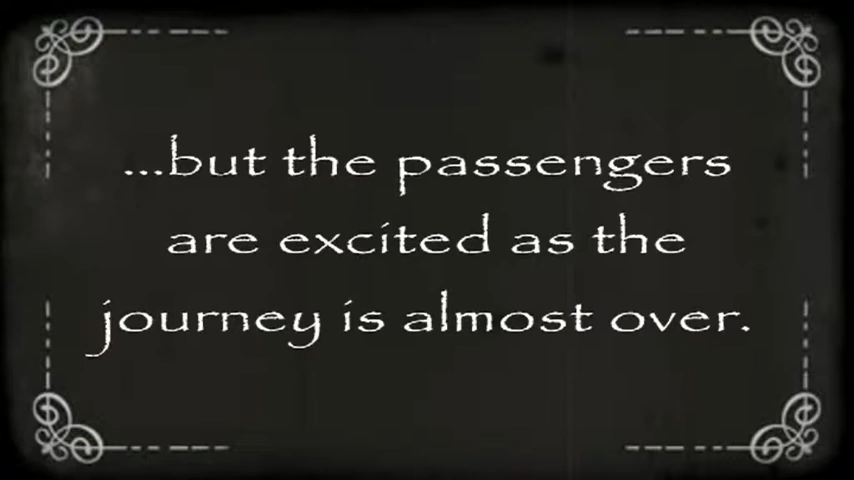 ...but the passengers
are excited as the
journey is almost over.